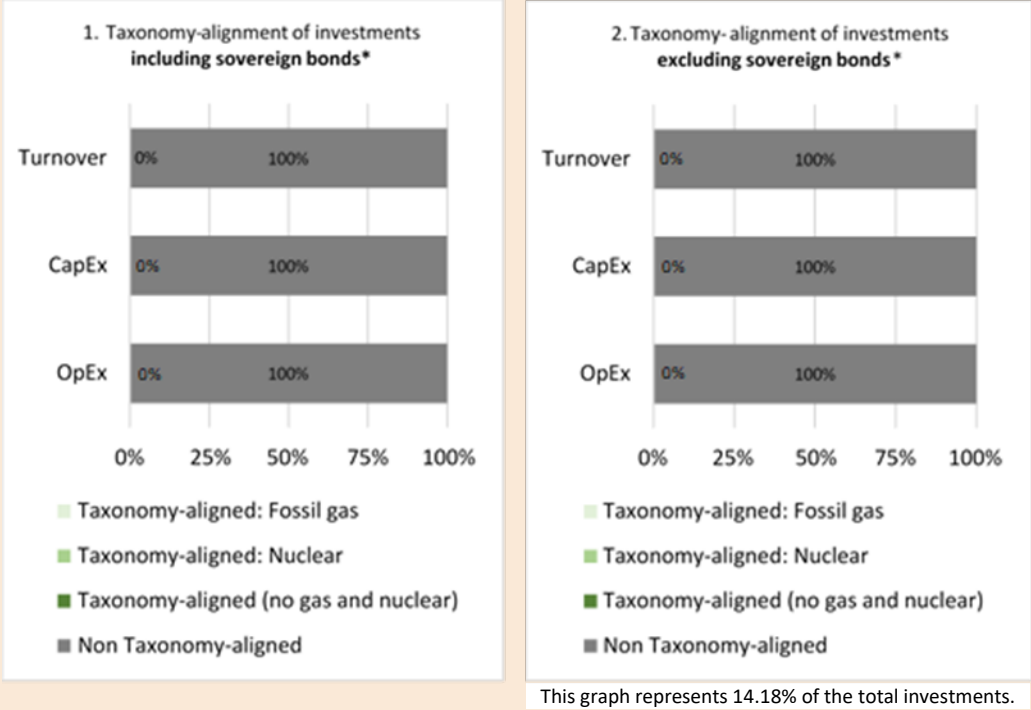 1. Taxonomy-alignment of investments
including sovereign bonds*
Turnover 0% 100%
CapEx 0% 100%
OpEx 0% 100%
0% 25% 50% 75% 100%
Taxonomy-aligned: Fossil gas
Taxonomy-aligned: Nuclear
Taxonomy-aligned (no gas and nuclear)
Non Taxonomy-aligned
2. Taxonomy- alignment of investments
excluding sovereign bonds*
Turnover 0% 100%
CapEx 0% 100%
OpEx 0% 100%
0% 25% 50% 75% 100%
Taxonomy-aligned: Fossil gas
Taxonomy-aligned: Nuclear
Taxonomy-aligned (no gas and nuclear)
Non Taxonomy-aligned
This graph represents 14.18% of the total investments.